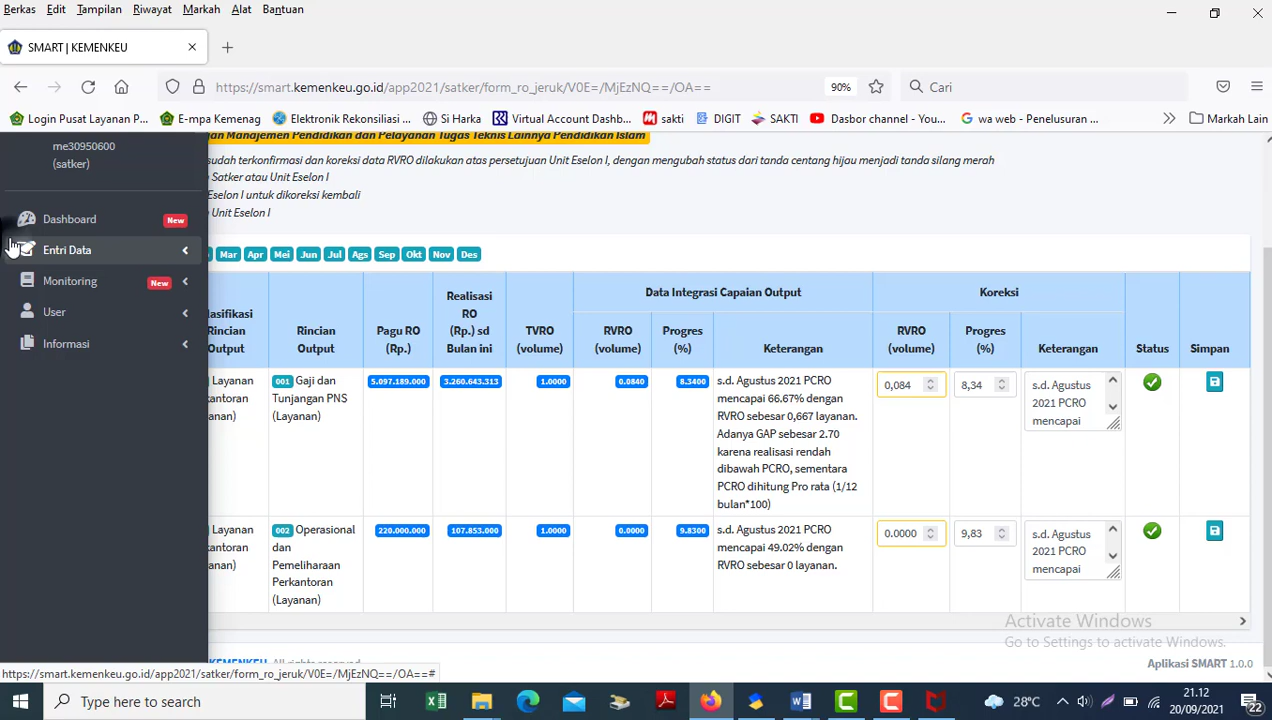 Berkas Edit Tampilan Riwayat Markah Alat Bantuan
SMART | KEMENKEU
https://smart.kemenkeu.go.id/app2021/satker/form_ro_jeruk/V0E=/MjEzNQ==/OA==
90%
Cari
Login Pusat Layanan P... E-mpa Kemenag Elektronik Rekonsiliasi ... Si Harka Virtual Account Dashb... sakti DIGIT SAKTI Dasbor channel - You... wa web - Penelusuran ... Markah Lain
Manajemen Pendidikan dan Pelayanan Tugas Teknis Lainnya Pendidikan Islam
me30950600
(satker)
sudah terkonfirmasi dan koreksi data RVRO dilakukan atas persetujuan Unit Eselon I, dengan mengubah status dari tanda centang hijau menjadi tanda silang merah
Satker atau Unit Eselon I
Eselon I untuk dikoreksi kembali
Unit Eselon I
Dashboard New
Entri Data
Monitoring New
User
Informasi
Mar Apr Mei Jun Jul Ags Sep Okt Nov Des
asifikasi
Rincian
Output
Rincian
Output
Pagu RO
(Rp.)
Realisasi
RO
(Rp.) sd
Bulan ini
TVRO
(volume)
Data Integrasi Capaian Output
RVRO
(volume)
Progres
(%)
Keterangan
Koreksi
RVRO
(volume)
Progres
(%)
Keterangan
Status
Simpan
Layanan
kantoran
anan)
001 Gaji dan
Tunjangan PNS
(Layanan)
5.097.189.000
3.260.643.313
1.0000
0.0840
8.3400
s.d. Agustus 2021 PCRO
mencapai 66.67% dengan
RVRO sebesar 0,667 layanan.
Adanya GAP sebesar 2.70
karena realisasi rendah
dibawah PCRO, sementara
PCRO dihitung Pro rata (1/12
bulan*100)
0,084
8,34
s.d. Agustus
2021 PCRO
mencapai
Layanan
kantoran
anan)
002 Operasional
dan
Pemeliharaan
Perkantoran
(Layanan)
220.000.000
107.853.000
1.0000
0.0000
9.8300
s.d. Agustus 2021 PCRO
mencapai 49.02% dengan
RVRO sebesar 0 layanan.
0.0000
9,83
s.d. Agustus
2021 PCRO
mencapai
Activate Windows
Go to Settings to activate Windows.
KEMENKEU. All rights reserved
Aplikasi SMART 1.0.0
https://smart.kemenkeu.go.id/app2021/satker/form_ro_jeruk/V0E=/MjEzNQ==/OA==#
Type here to search
28°C
21.12
20/09/2021
22